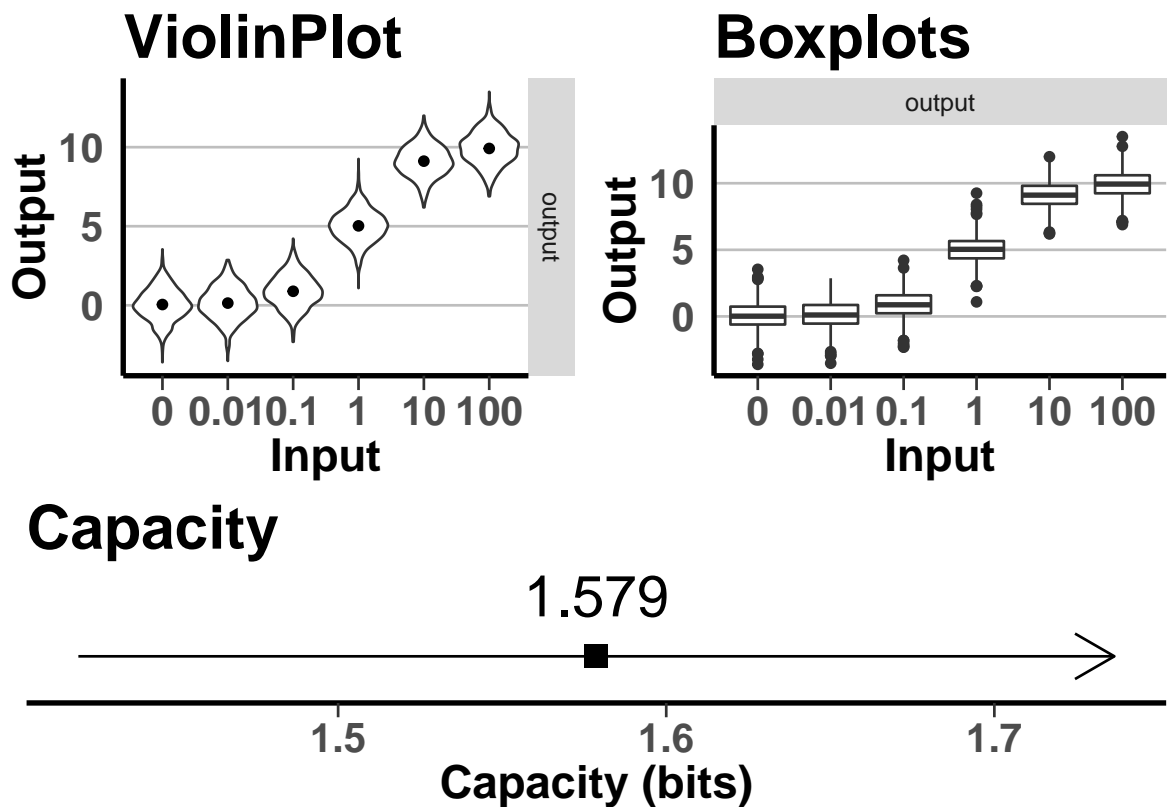 ViolinPlot
Output
10
5
0
output
0 0.01 0.1 1 10 100
Input
Boxplots
output
Output
10
5
0
0 0.01 0.1 1 10 100
Input
Capacity
1.579
1.5 1.6 1.7
Capacity (bits)